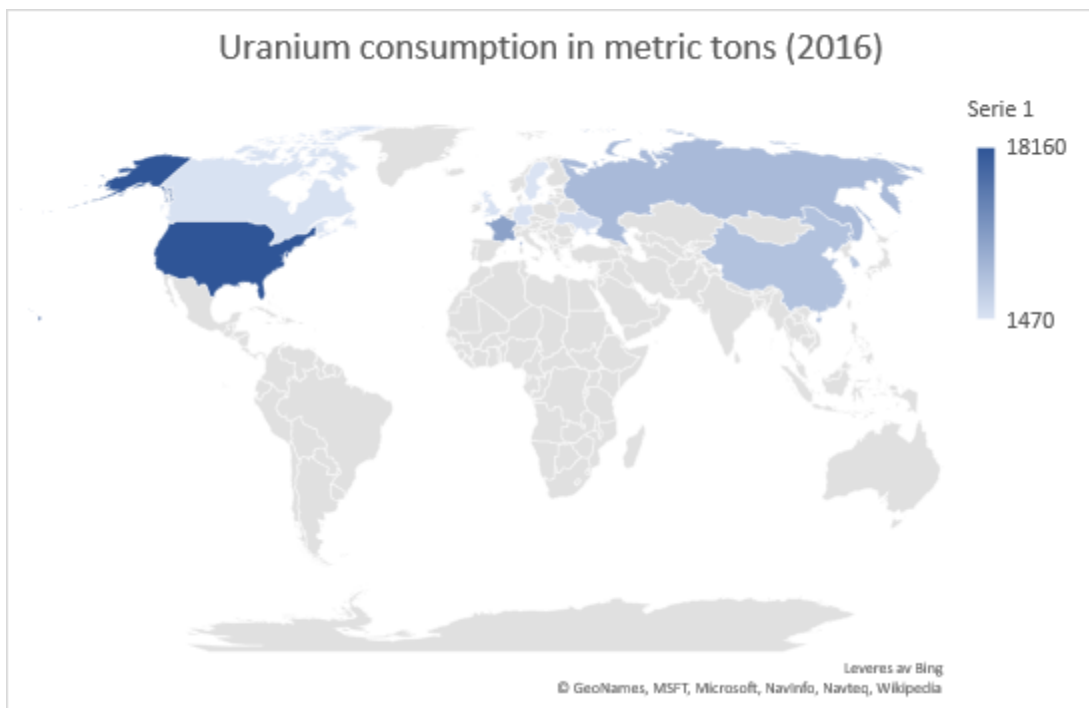 Uranium consumption in metric tons (2016)
Serie 1
18160
1470
Leveres av Bing
© GeoNames, MSFT, Microsoft, NavInfo, Navteq, Wikipedia